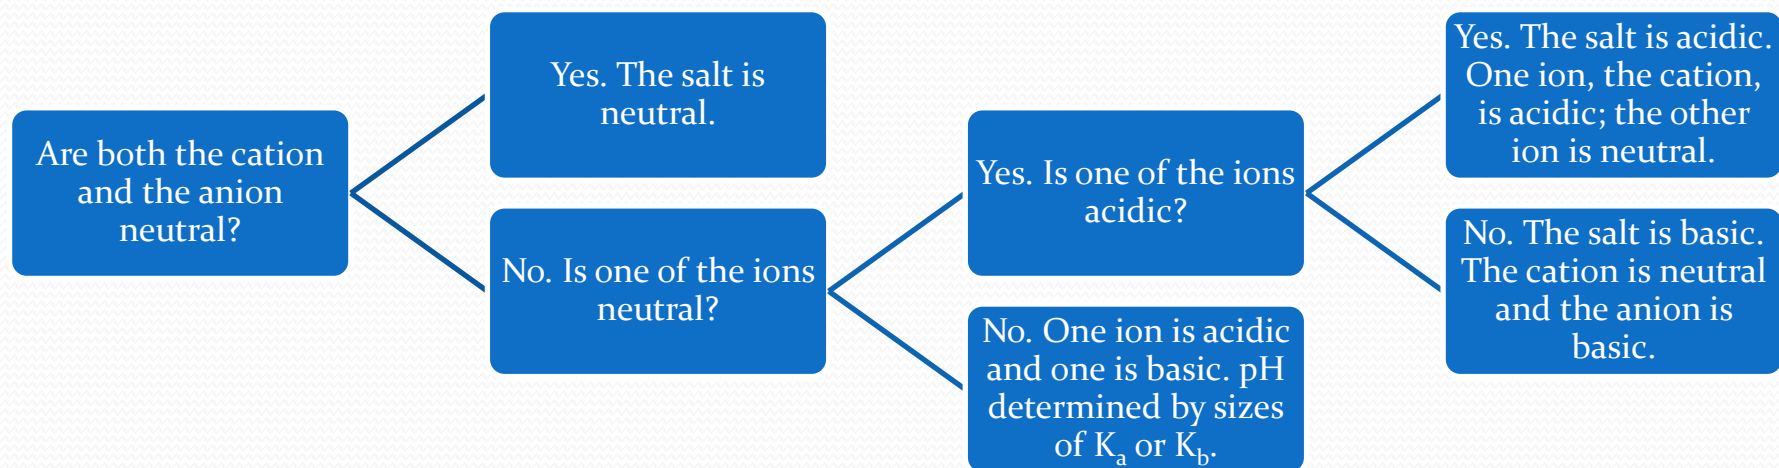 Are both the cation
and the anion
neutral?
Yes. The salt is
neutral.
No. Is one of the ions
neutral?
Yes. Is one of the ions
acidic?
No. One ion is acidic
and one is basic. pH
determined by sizes
of Kₐ or K_b.
Yes. The salt is acidic.
One ion, the cation,
is acidic; the other
ion is neutral.
No. The salt is basic.
The cation is neutral
and the anion is
basic.